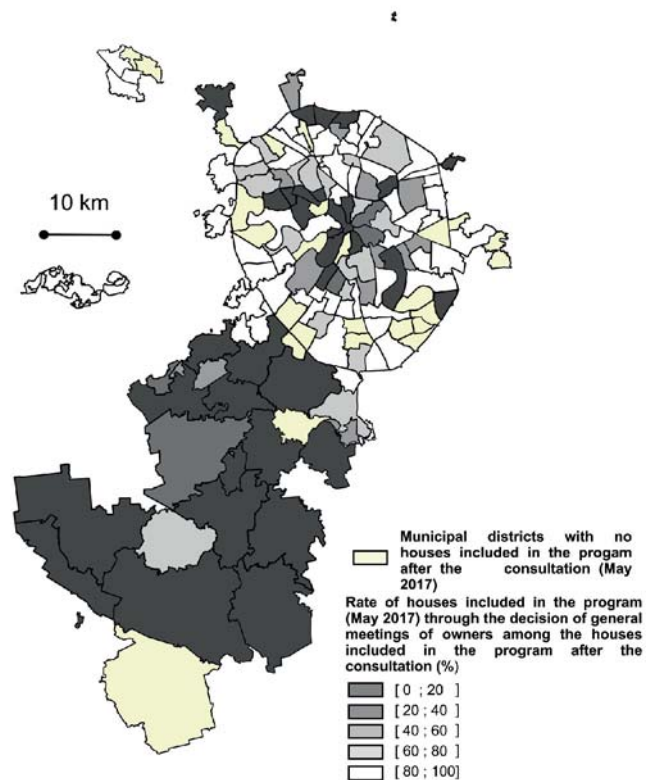 10 km
Municipal districts with no
houses included in the progam
after the consultation (May
2017)
Rate of houses included in the program
(May 2017) through the decision of general
meetings of owners among the houses
included in the program after the
consultation (%)
[ 0 ; 20 ]
[ 20 ; 40 ]
[ 40 ; 60 ]
[ 60 ; 80 ]
[ 80 ; 100]